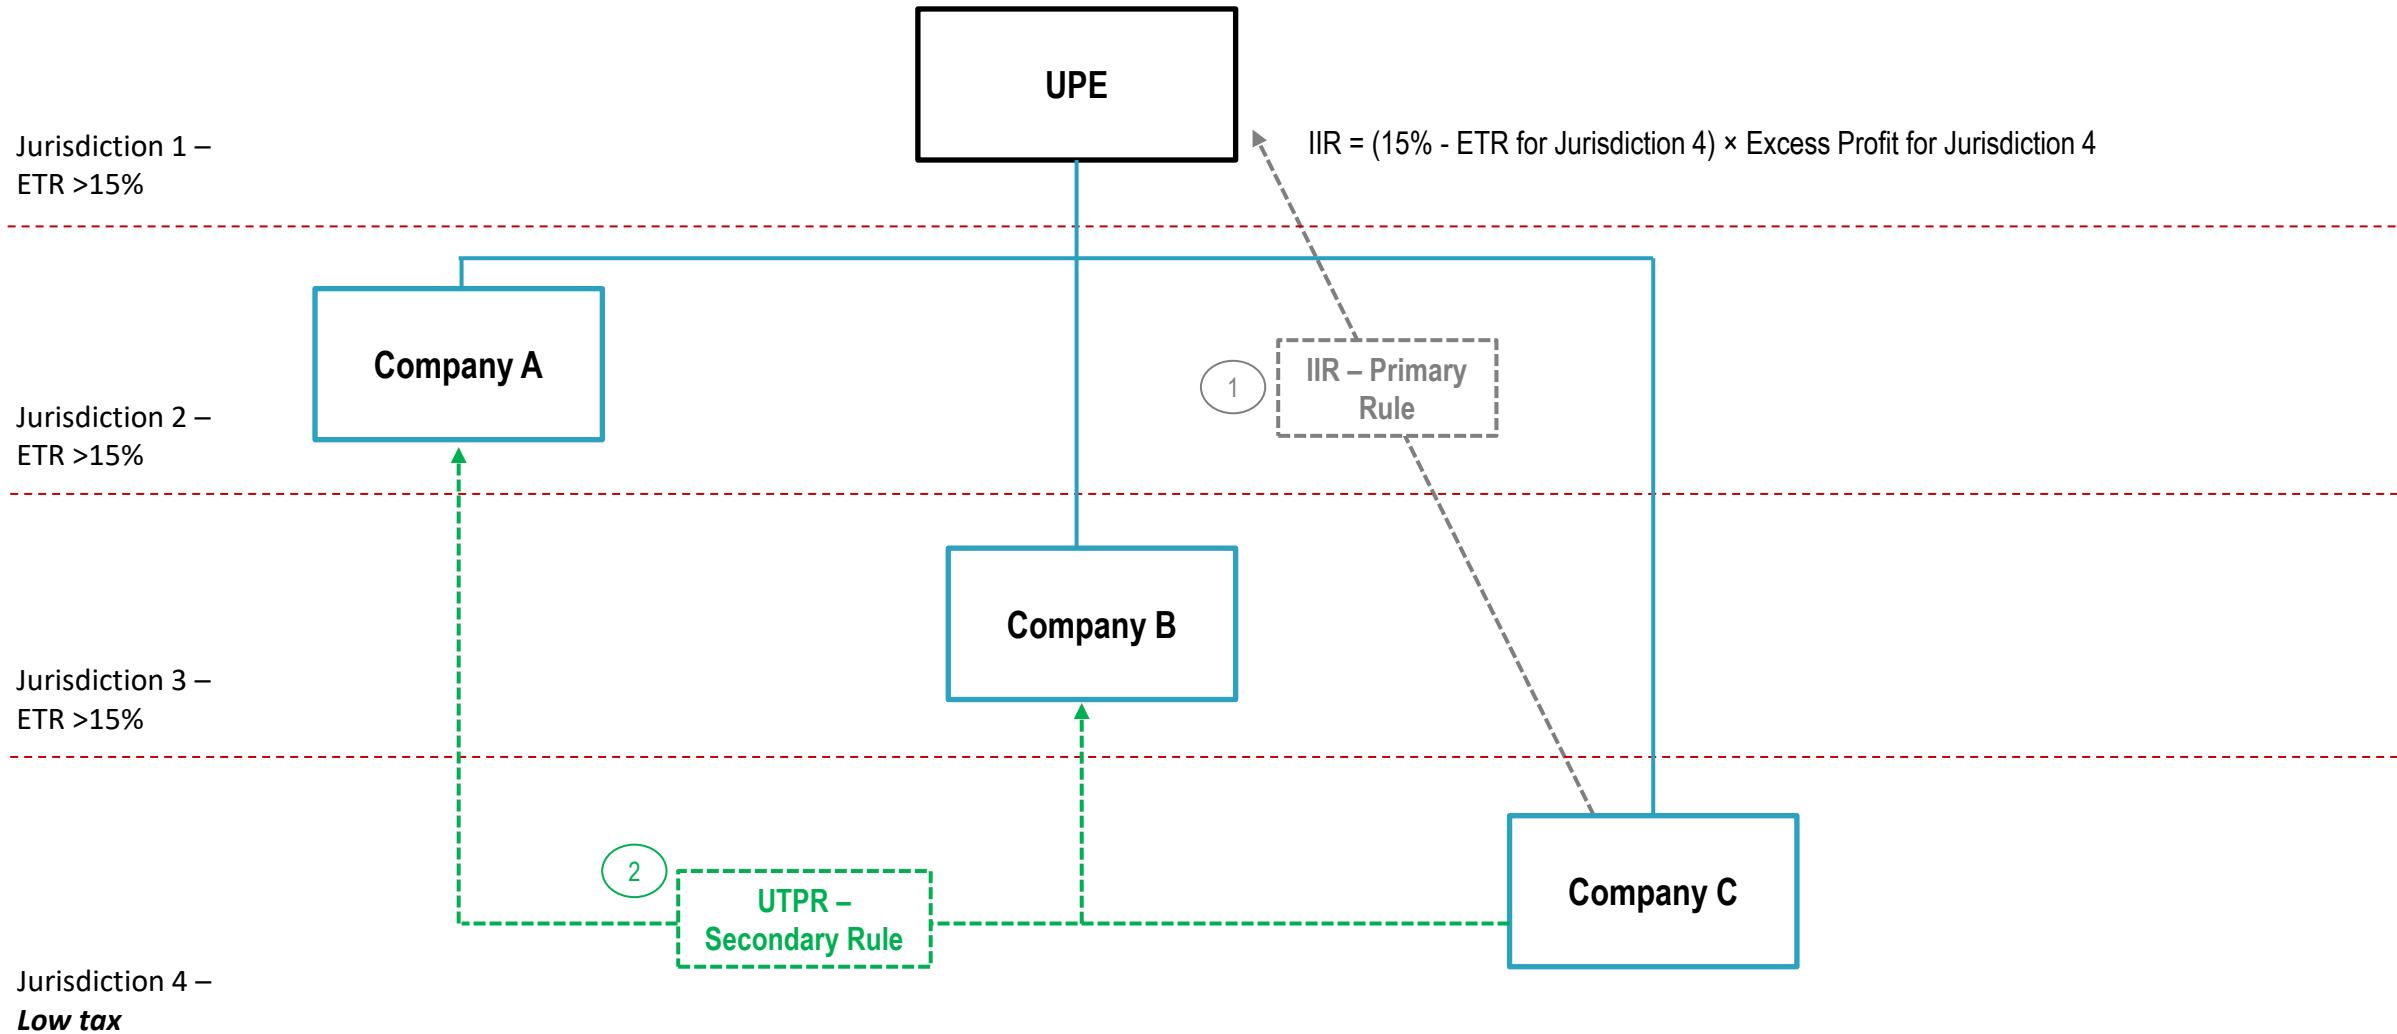 UPE
Jurisdiction 1 –
ETR >15%
IIR = (15% - ETR for Jurisdiction 4) × Excess Profit for Jurisdiction 4
Company A
1
IIR – Primary
Rule
Jurisdiction 2 –
ETR >15%
Company B
Jurisdiction 3 –
ETR >15%
2
UTPR –
Secondary Rule
Company C
Jurisdiction 4 –
Low tax